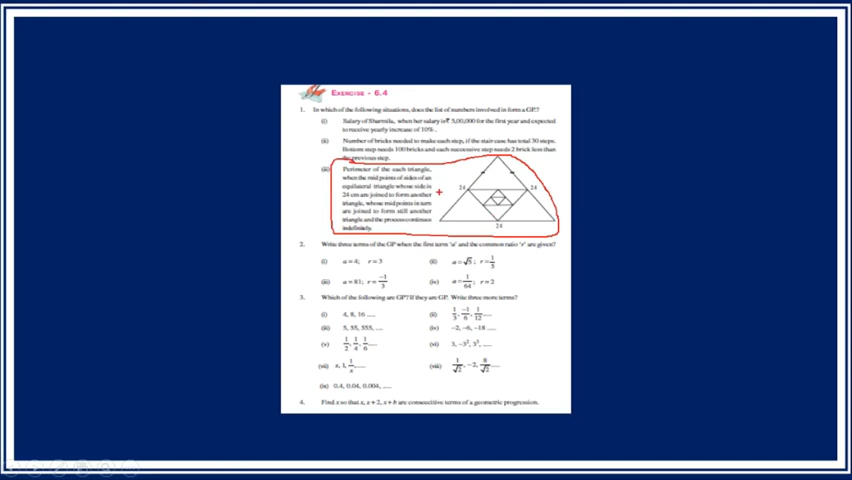 EXERCISE - 6.4
1. In which of the following situations, does the list of numbers involved in form a G.P.?
(i) Salary of Sharmila, when her salary is ₹ 5,00,000 for the first year and expected
to receive yearly increase of 10%.
(ii) Number of bricks needed to make each step, if the stair case has total 30 steps.
Bottom step needs 100 bricks and each successive step needs 2 brick less than
the previous step.
(iii) Perimeter of the each triangle,
when the mid points of sides of an
equilateral triangle whose side is
24 cm are joined to form another
triangle, whose mid points in turn
are joined to form still another
triangle and the process continues
indefinitely.
24
24
24
2. Write three terms of the GP when the first term 'a' and the common ratio 'r' are given?
(i) a = 4; r = 3
(ii) a = √5; r = 1/5
(iii) a = 81; r = -1/3
(iv) a = 1/64; r = 2
3. Which of the following are GP? If they are GP. Write three more terms?
(i) 4, 8, 16 .....
(ii) 1/3, -1/6, 1/12 .....
(iii) 5, 55, 555, ....
(iv) -2, -6, -18 .....
(v) 1/2, 1/4, 1/6 .....
(vi) 3, -3², 3³, .....
(vii) x, 1, 1/x, .....
(viii) 1/√2, -2, 8/√2 .....
(ix) 0.4, 0.04, 0.004, .....
4. Find x so that x, x + 2, x + 6 are consecutive terms of a geometric progression.